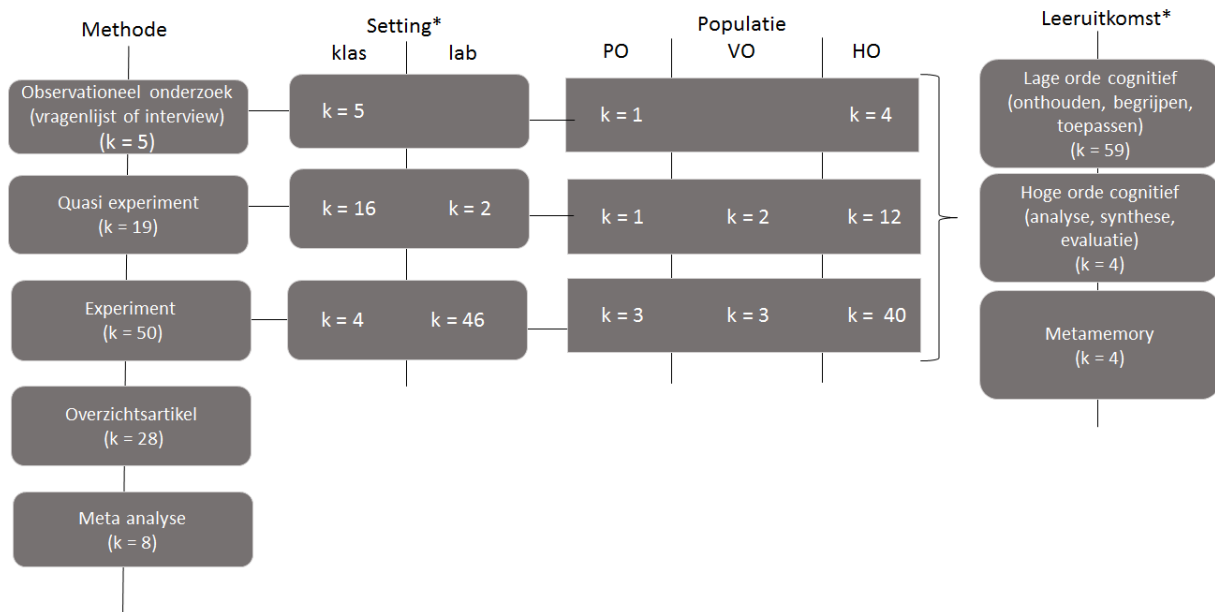 Methode
Setting*
klas lab
Populatie
PO VO HO
Leeruitkomst*
Observationeel onderzoek
(vragenlijst of interview)
(k = 5)
k = 5
k = 1 k = 4
Quasi experiment
(k = 19)
k = 16 k = 2
k = 1 k = 2 k = 12
Experiment
(k = 50)
k = 4 k = 46
k = 3 k = 3 k = 40
Overzichtsartikel
(k = 28)
Meta analyse
(k = 8)
Lage orde cognitief
(onthouden, begrijpen,
toepassen)
(k = 59)
Hoge orde cognitief
(analyse, synthese,
evaluatie)
(k = 4)
Metamemory
(k = 4)